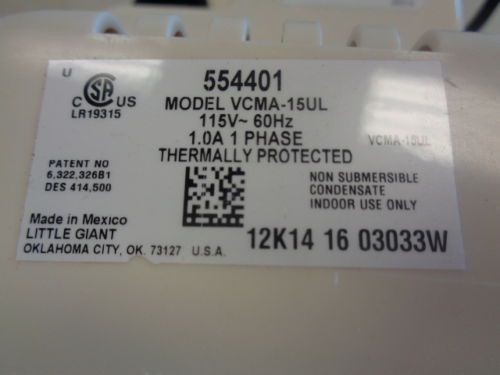 U
554401
C SA US
LR19315
MODEL VCMA-15UL
115V~ 60Hz
1.0A 1 PHASE
VCMA-15UL
THERMALLY PROTECTED
PATENT NO
6,322,326B1
DES 414,500
NON SUBMERSIBLE
CONDENSATE
INDOOR USE ONLY
Made in Mexico
LITTLE GIANT
OKLAHOMA CITY, OK. 73127 U.S.A.
12K14 16 03033W